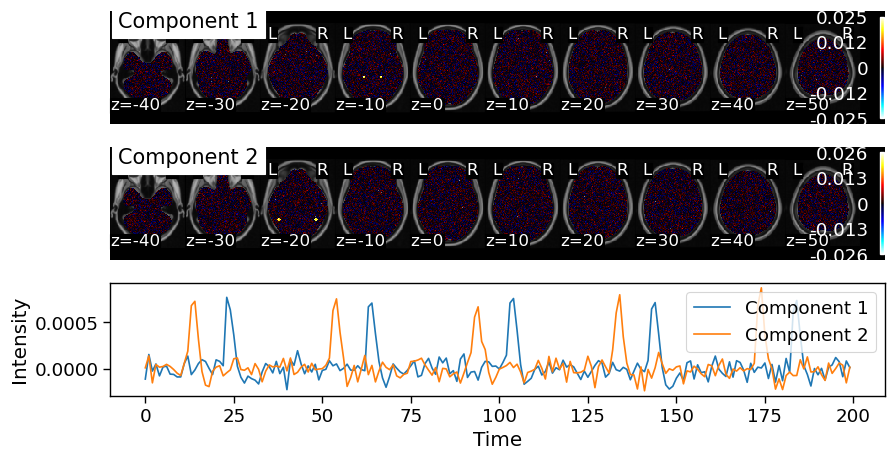 Component 1
L R L R L R L R L R L R L R L R
z=-40 z=-30 z=-20 z=-10 z=0 z=10 z=20 z=30 z=40 z=50
0.025
0.012
0
-0.012
-0.025
Component 2
L R L R L R L R L R L R L R L R
z=-40 z=-30 z=-20 z=-10 z=0 z=10 z=20 z=30 z=40 z=50
0.026
0.013
0
-0.013
-0.026
Intensity
0.0005
0.0000
Component 1
Component 2
0 25 50 75 100 125 150 175 200
Time